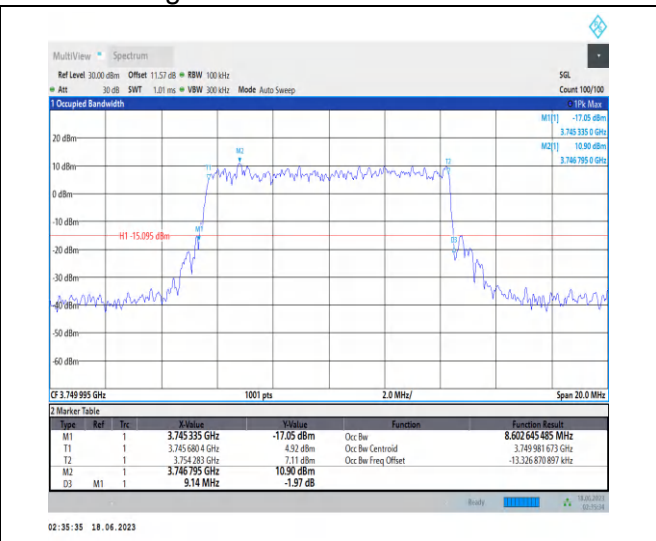 MultiView Spectrum
Ref Level 30.00 dBm Offset 11.57 dB RBW 100 kHz SGL
Att 30 dB SWT 1.01 ms VBW 300 kHz Mode Auto Sweep Count 100/100
1 Occupied Bandwidth 1Pk Max
M1[1] -17.05 dBm
3.745 335 0 GHz
M2[1] 10.90 dBm
3.746 795 0 GHz
20 dBm
M2
T1
T2
10 dBm
0 dBm
-10 dBm
M1
H1 -15.095 dBm
D3
-20 dBm
-30 dBm
-40 dBm
-50 dBm
-60 dBm
CF 3.749 995 GHz 1001 pts 2.0 MHz/ Span 20.0 MHz
2 Marker Table
Type Ref Trc X-Value Y-Value Function Function Result
M1 1 3.745 335 GHz -17.05 dBm Occ Bw 8.602 645 485 MHz
T1 1 3.745 680 4 GHz 4.92 dBm Occ Bw Centroid 3.749 981 673 GHz
T2 1 3.754 283 GHz 7.11 dBm Occ Bw Freq Offset -13.326 870 897 kHz
M2 1 3.746 795 GHz 10.90 dBm
D3 M1 1 9.14 MHz -1.97 dB
Ready 18.06.2023
02:35:34
02:35:35 18.06.2023